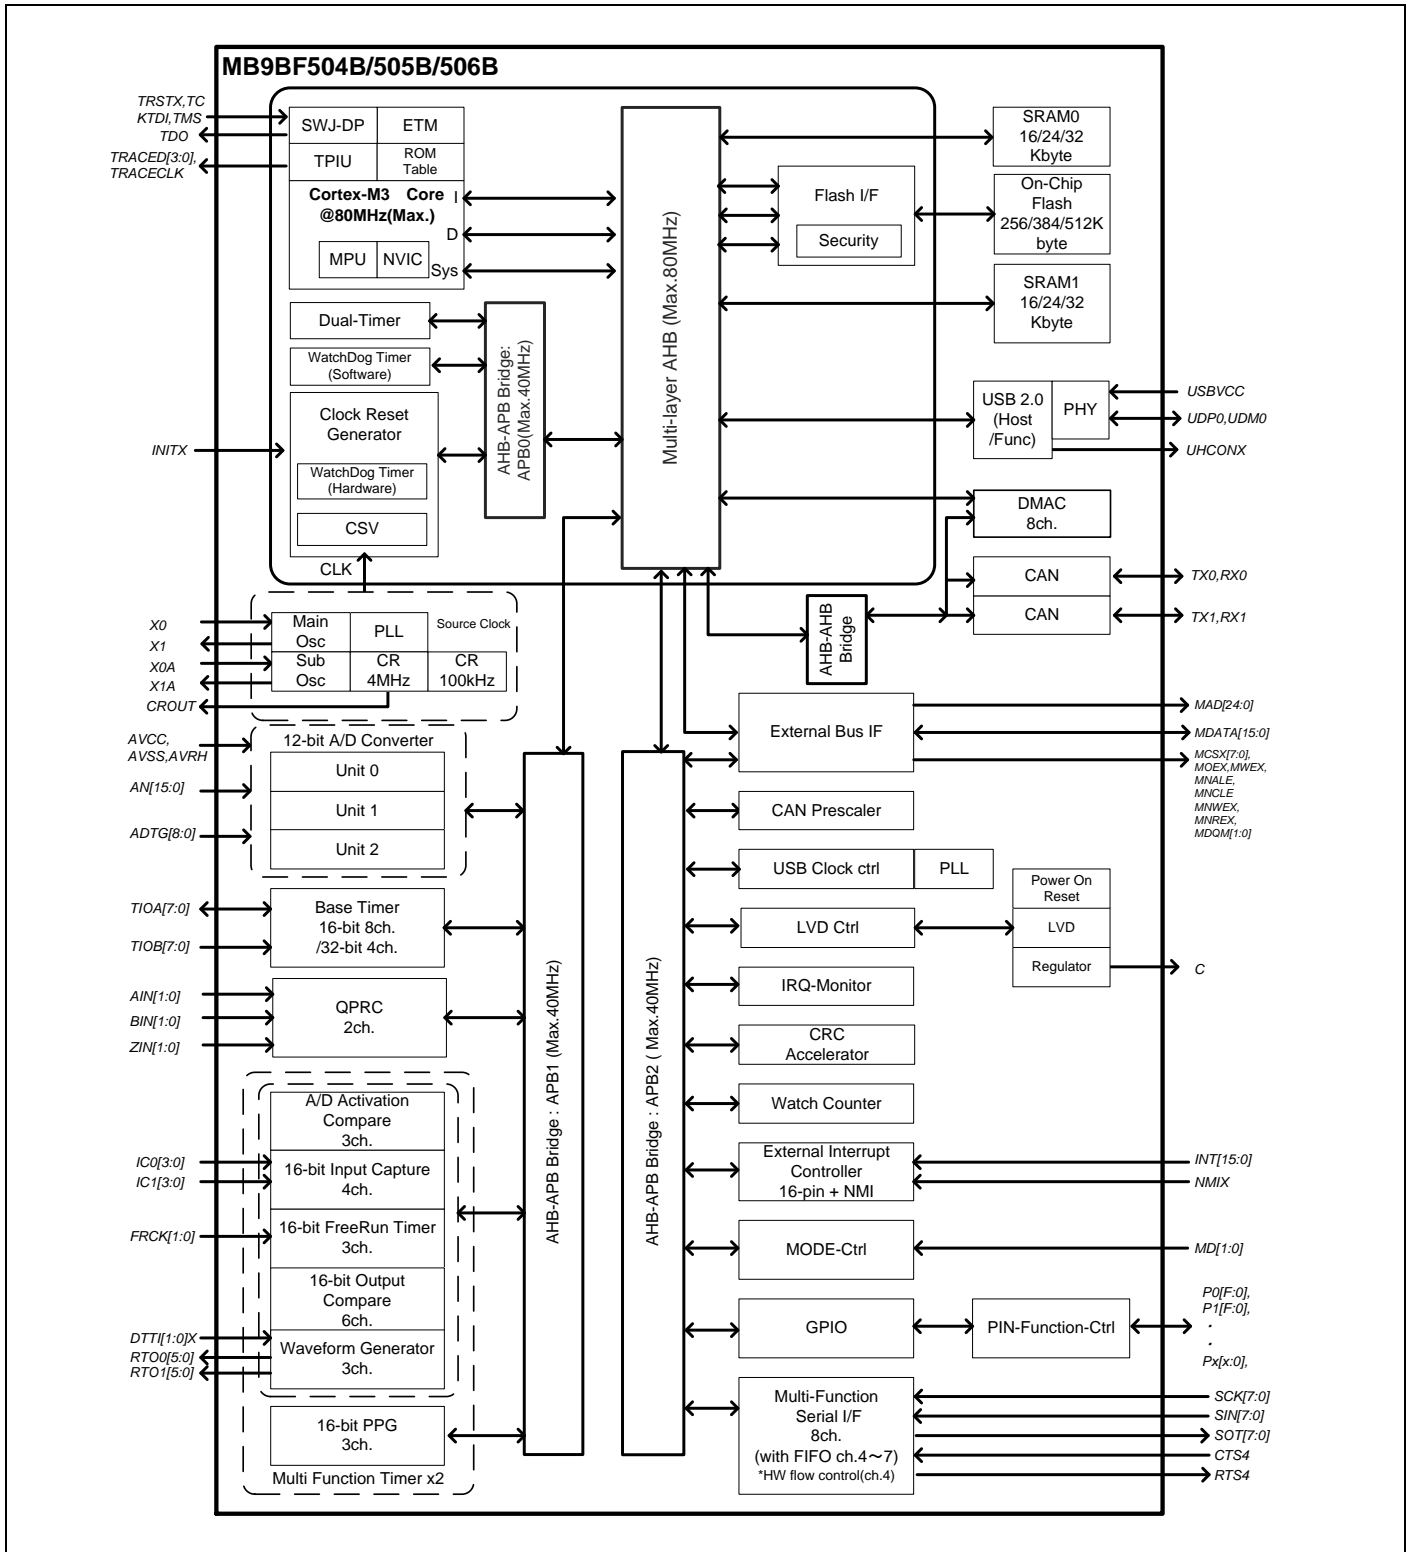 MB9BF504B/505B/506B
TRSTX,TC
KTDI,TMS
TDO
TRACED[3:0],
TRACECLK
SWJ-DP
ETM
TPIU
ROM
Table
Cortex-M3 Core
@80MHz(Max.)
I
D
Sys
MPU
NVIC
Dual-Timer
WatchDog Timer
(Software)
Clock Reset
Generator
WatchDog Timer
(Hardware)
CSV
CLK
INITX
AHB-APB Bridge:
APB0(Max.40MHz)
Multi-layer AHB (Max.80MHz)
Flash I/F
Security
SRAM0
16/24/32
Kbyte
On-Chip
Flash
256/384/512K
byte
SRAM1
16/24/32
Kbyte
USB 2.0
(Host
/Func)
PHY
USBVCC
UDP0,UDM0
UHCONX
DMAC
8ch.
CAN
TX0,RX0
CAN
TX1,RX1
AHB-AHB
Bridge
X0
X1
X0A
X1A
CROUT
Main
Osc
PLL
Source Clock
Sub
Osc
CR
4MHz
CR
100kHz
AVCC,
AVSS,AVRH
AN[15:0]
ADTG[8:0]
12-bit A/D Converter
Unit 0
Unit 1
Unit 2
TIOA[7:0]
TIOB[7:0]
Base Timer
16-bit 8ch.
/32-bit 4ch.
AIN[1:0]
BIN[1:0]
ZIN[1:0]
QPRC
2ch.
A/D Activation
Compare
3ch.
IC0[3:0]
IC1[3:0]
16-bit Input Capture
4ch.
FRCK[1:0]
16-bit FreeRun Timer
3ch.
16-bit Output
Compare
6ch.
DTTI[1:0]X
RTO0[5:0]
RTO1[5:0]
Waveform Generator
3ch.
16-bit PPG
3ch.
Multi Function Timer x2
AHB-APB Bridge : APB1 (Max.40MHz)
AHB-APB Bridge : APB2 ( Max.40MHz)
External Bus IF
MAD[24:0]
MDATA[15:0]
MCSX[7:0],
MOEX,MWEX,
MNALE,
MNCLE
MNWEX,
MNREX,
MDQM[1:0]
CAN Prescaler
USB Clock ctrl
PLL
LVD Ctrl
Power On
Reset
LVD
Regulator
C
IRQ-Monitor
CRC
Accelerator
Watch Counter
External Interrupt
Controller
16-pin + NMI
INT[15:0]
NMIX
MODE-Ctrl
MD[1:0]
GPIO
PIN-Function-Ctrl
P0[F:0],
P1[F:0],
.
.
Px[x:0],
Multi-Function
Serial I/F
8ch.
(with FIFO ch.4～7)
*HW flow control(ch.4)
SCK[7:0]
SIN[7:0]
SOT[7:0]
CTS4
RTS4